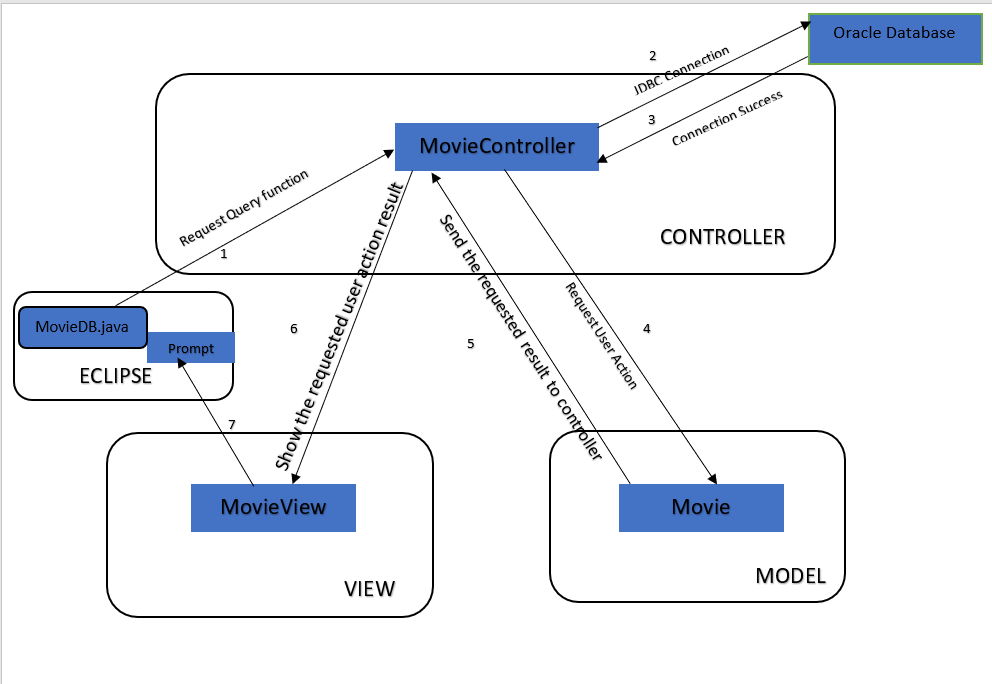 Oracle Database
2
JDBC Connection
3
Connection Success
MovieController
CONTROLLER
Request Query function
1
MovieDB.java
Prompt
ECLIPSE
6
Show the requested user action result
5
Send the requested result to controller
4
Request User Action
7
MovieView
VIEW
Movie
MODEL